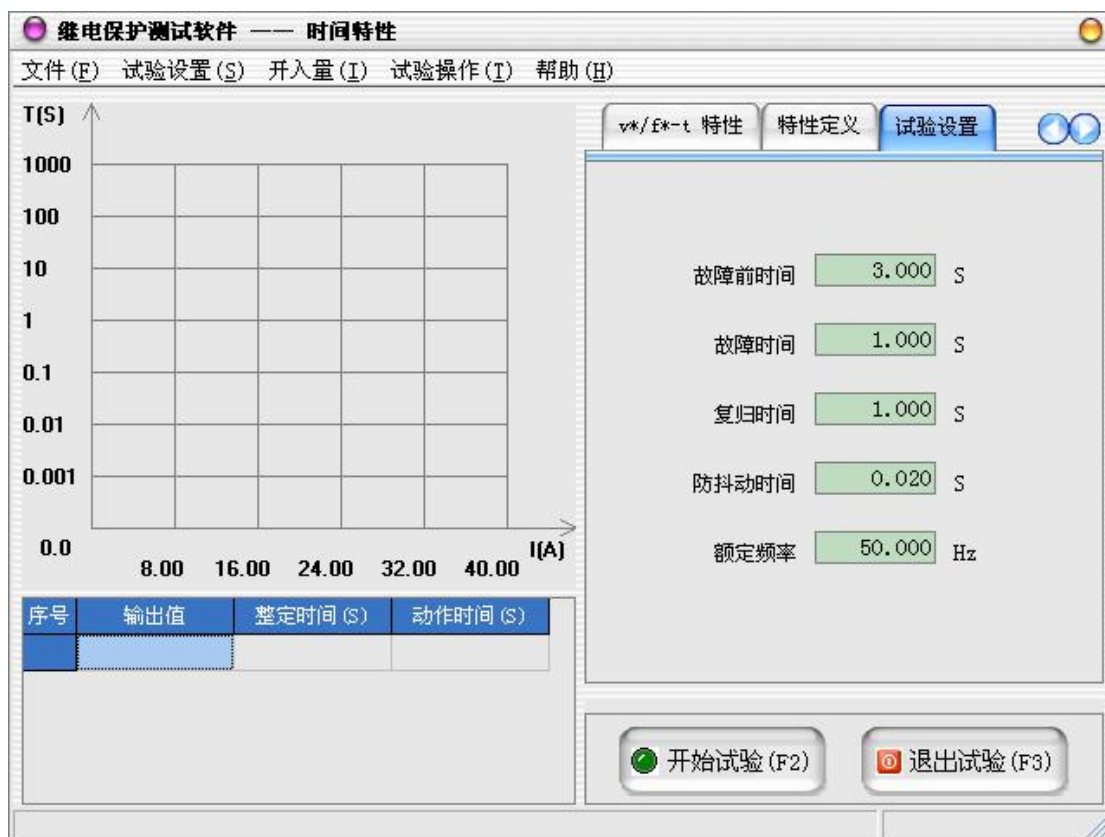 继电保护测试软件 —— 时间特性
文件(F) 试验设置(S) 开入量(I) 试验操作(T) 帮助(H)
T(S)
1000
100
10
1
0.1
0.01
0.001
0.0
8.00 16.00 24.00 32.00 40.00
I(A)
序号 输出值 整定时间(S) 动作时间(S)
v*/f*-t 特性 特性定义 试验设置
故障前时间 3.000 S
故障时间 1.000 S
复归时间 1.000 S
防抖动时间 0.020 S
额定频率 50.000 Hz
开始试验(F2) 退出试验(F3)